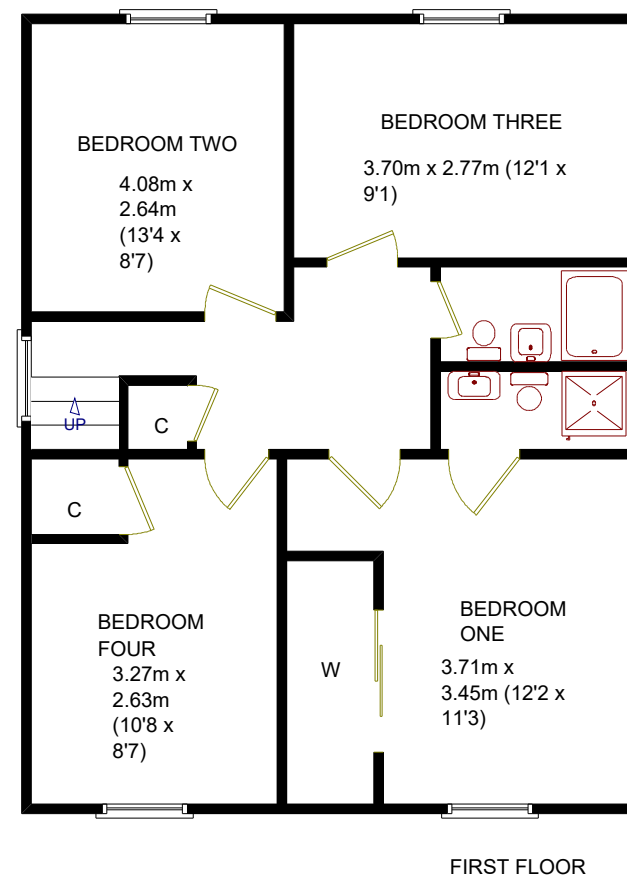 BEDROOM TWO
4.08m x
2.64m
(13'4 x
8'7)
BEDROOM THREE
3.70m x 2.77m (12'1 x
9'1)
UP
C
C
BEDROOM
FOUR
3.27m x
2.63m
(10'8 x
8'7)
W
BEDROOM
ONE
3.71m x
3.45m (12'2 x
11'3)
FIRST FLOOR